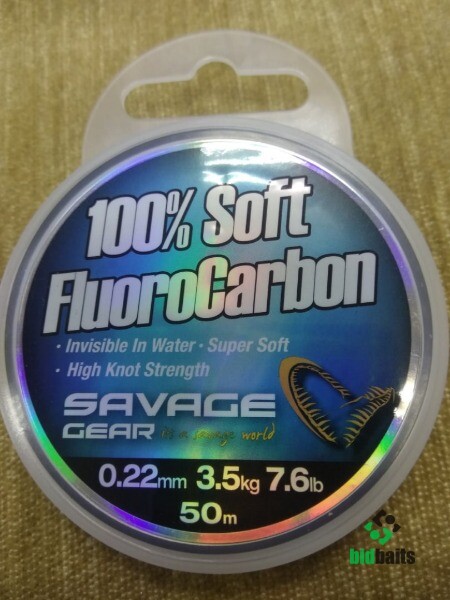 100% Soft
FluoroCarbon
· Invisible In Water · Super Soft
· High Knot Strength
SAVAGE
GEAR is a savage world
0.22mm 3.5kg 7.6lb
50m
bidbaits